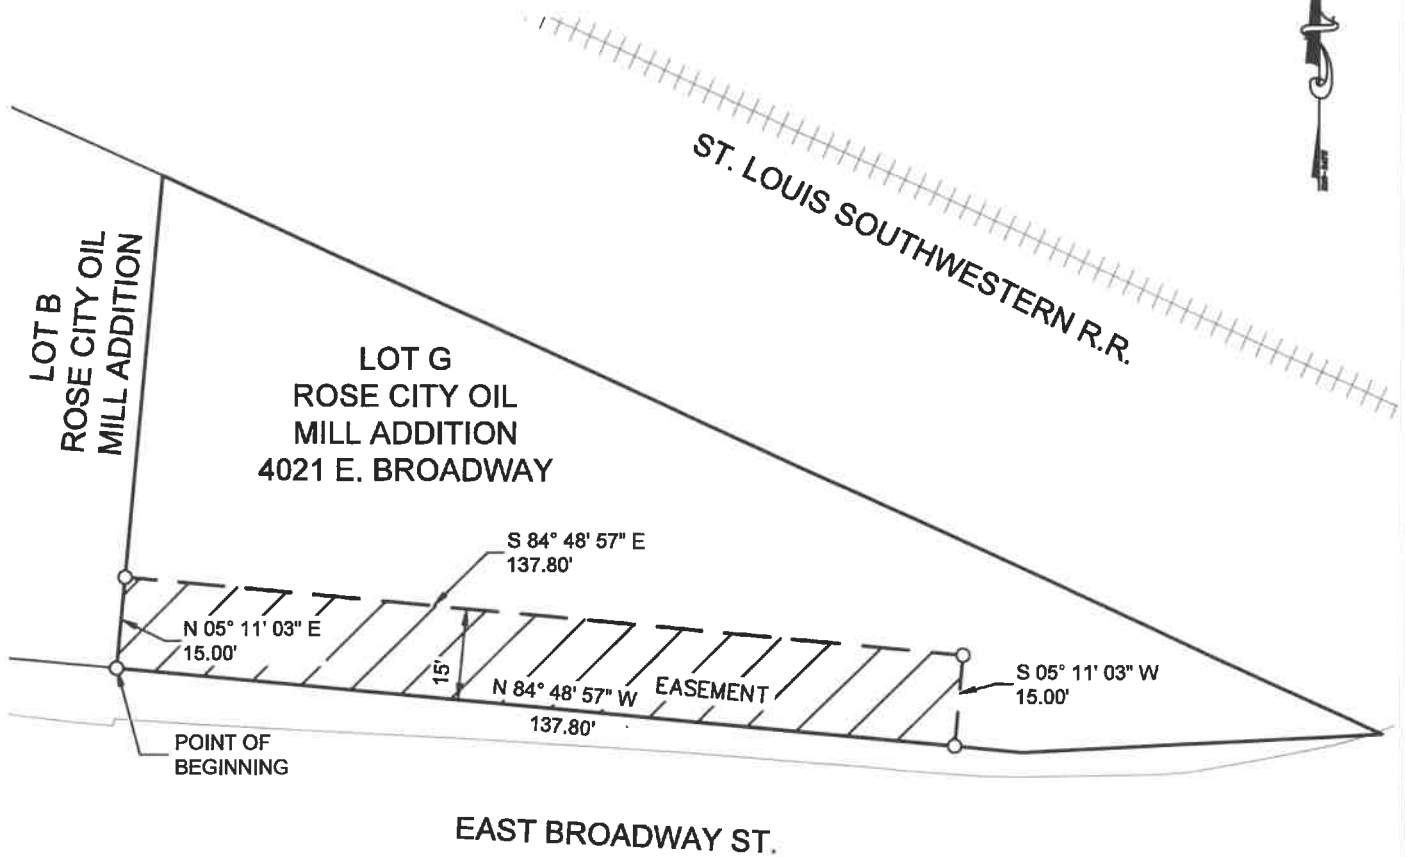 ST. LOUIS SOUTHWESTERN R.R.
LOT B
ROSE CITY OIL
MILL ADDITION
LOT G
ROSE CITY OIL
MILL ADDITION
4021 E. BROADWAY
S 84° 48' 57" E
137.80'
N 05° 11' 03" E
15.00'
15'
N 84° 48' 57" W
137.80'
EASEMENT
S 05° 11' 03" W
15.00'
POINT OF
BEGINNING
EAST BROADWAY ST.